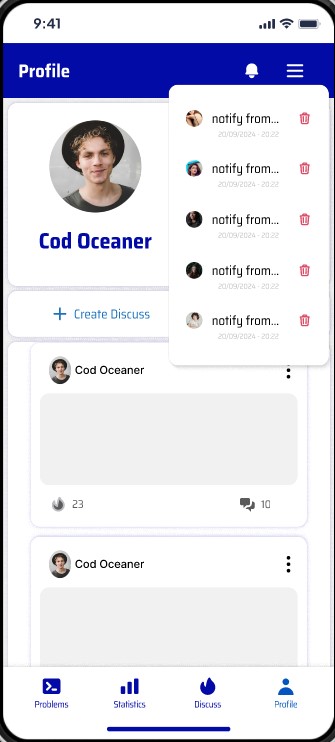 9:41
Profile
notify from...
20/09/2024 - 20:22
notify from...
20/09/2024 - 20:22
notify from...
20/09/2024 - 20:22
notify from...
20/09/2024 - 20:22
notify from...
20/09/2024 - 20:22
Cod Oceaner
Create Discuss
Cod Oceaner
23
10
Cod Oceaner
Problems
Statistics
Discuss
Profile